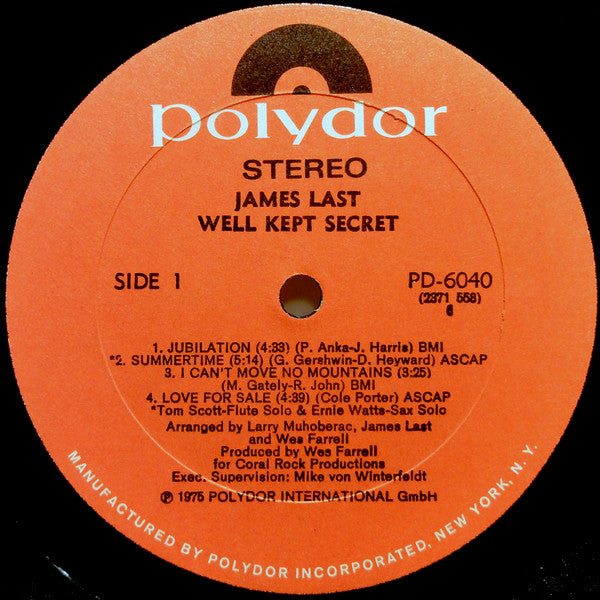 polydor
STEREO
JAMES LAST
WELL KEPT SECRET
SIDE 1
PD-6040
(2371 558)
6
1. JUBILATION (4:33) (P. Anka-J. Harris) BMI
*2. SUMMERTIME (5:14) (G. Gershwin-D. Heyward) ASCAP
3. I CAN'T MOVE NO MOUNTAINS (3:25)
(M. Gately-R. John) BMI
4. LOVE FOR SALE (4:39) (Cole Porter) ASCAP
*Tom Scott-Flute Solo & Ernie Watts-Sax Solo
Arranged by Larry Muhoberac, James Last
and Wes Farrell
Produced by Wes Farrell
for Coral Rock Productions
Exec. Supervision: Mike von Winterfeldt
℗ 1975 POLYDOR INTERNATIONAL GmbH
MANUFACTURED BY POLYDOR INCORPORATED, NEW YORK, N. Y.